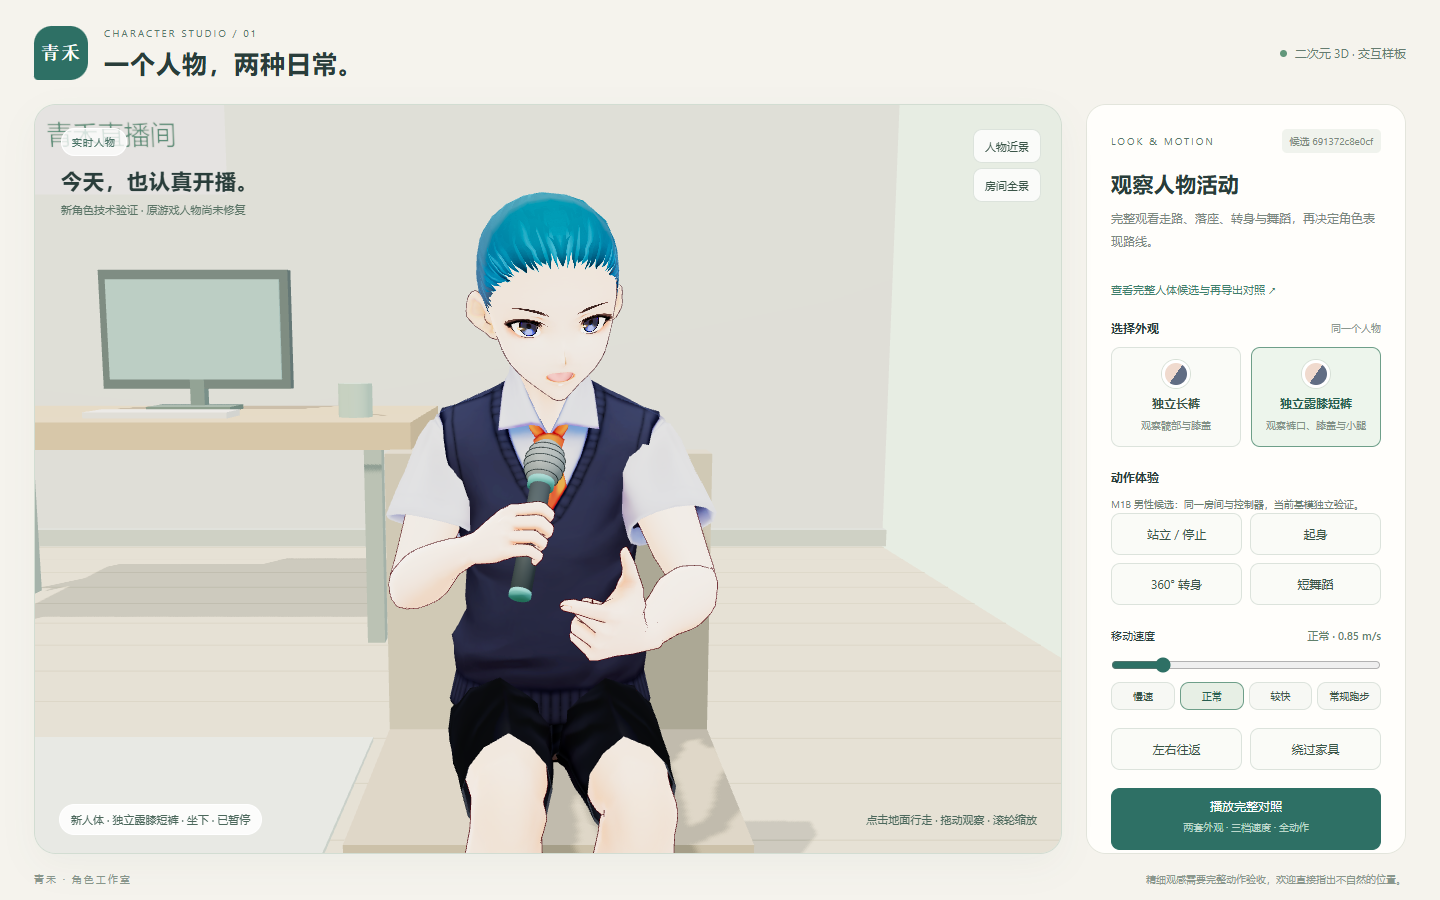 青禾
CHARACTER STUDIO / 01
一个人物，两种日常。
二次元 3D · 交互样板
青禾直播间
实时人物
今天，也认真开播。
新角色技术验证 · 原游戏人物尚未修复
人物近景
房间全景
新人体 · 独立露膝短裤 · 坐下 · 已暂停
点击地面行走 · 拖动观察 · 滚轮缩放
LOOK & MOTION
候选 691372c8e0cf
观察人物活动
完整观看走路、落座、转身与舞蹈，再决定角色表
现路线。
查看完整人体候选与再导出对照 ↗
选择外观
同一个人物
独立长裤
观察髋部与膝盖
独立露膝短裤
观察裤口、膝盖与小腿
动作体验
M1B 男性候选：同一房间与控制器，当前基模独立验证。
站立 / 停止
起身
360° 转身
短舞蹈
移动速度
正常 · 0.85 m/s
慢速
正常
较快
常规跑步
左右往返
绕过家具
播放完整对照
两套外观 · 三档速度 · 全动作
青禾 · 角色工作室
精细观感需要完整动作验收，欢迎直接指出不自然的位置。